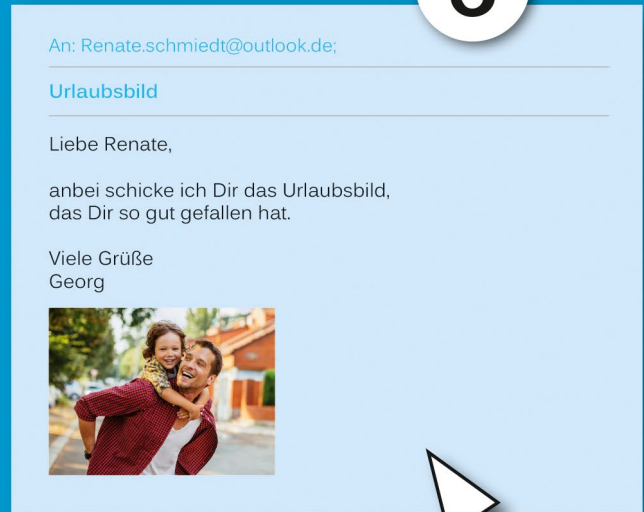 An: Renate.schmiedt@outlook.de;
Urlaubsbild
Liebe Renate,
anbei schicke ich Dir das Urlaubsbild,
das Dir so gut gefallen hat.
Viele Grüße
Georg